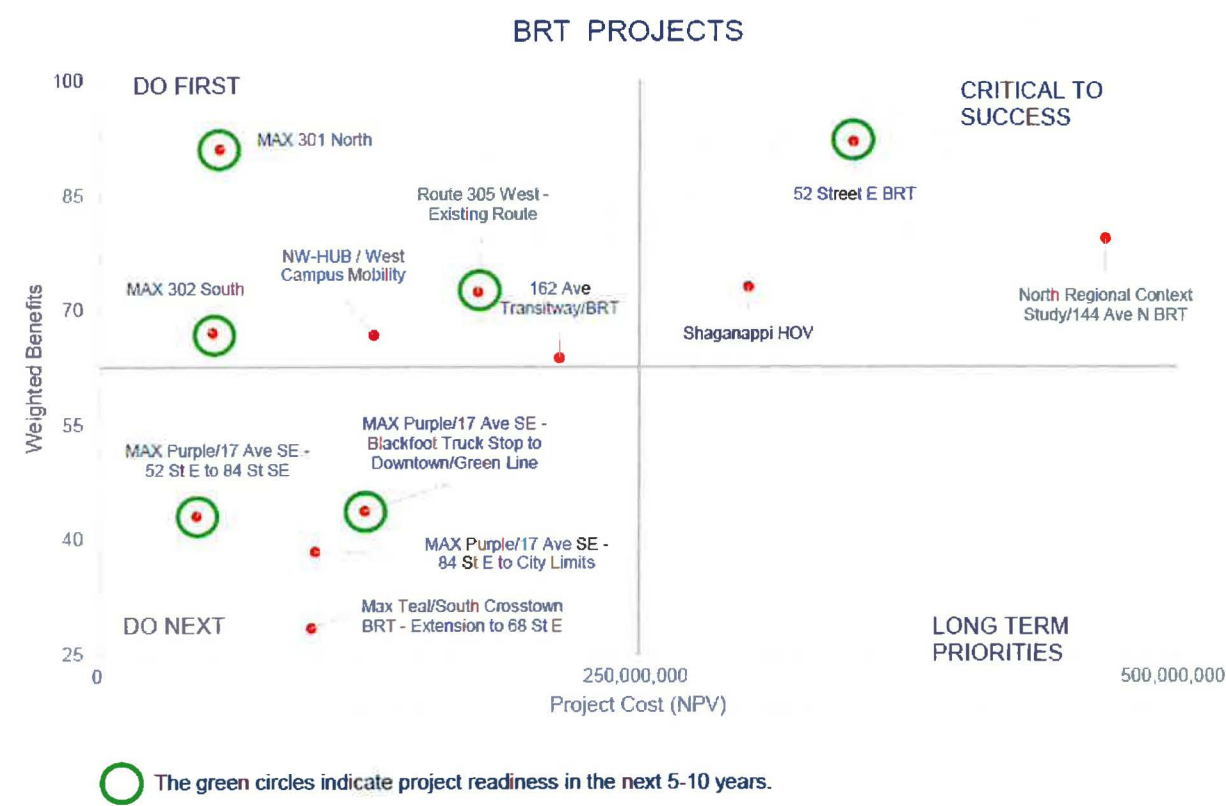 BRT PROJECTS
100
DO FIRST
CRITICAL TO
SUCCESS
MAX 301 North
85
Route 305 West -
Existing Route
52 Street E BRT
NW-HUB / West
Campus Mobility
MAX 302 South
162 Ave
Transitway/BRT
70
North Regional Context
Study/144 Ave N BRT
Shaganappi HOV
Weighted Benefits
55
MAX Purple/17 Ave SE -
Blackfoot Truck Stop to
Downtown/Green Line
MAX Purple/17 Ave SE -
52 St E to 84 St SE
40
MAX Purple/17 Ave SE -
84 St E to City Limits
Max Teal/South Crosstown
BRT - Extension to 68 St E
DO NEXT
LONG TERM
PRIORITIES
25
0
250,000,000
500,000,000
Project Cost (NPV)
The green circles indicate project readiness in the next 5-10 years.